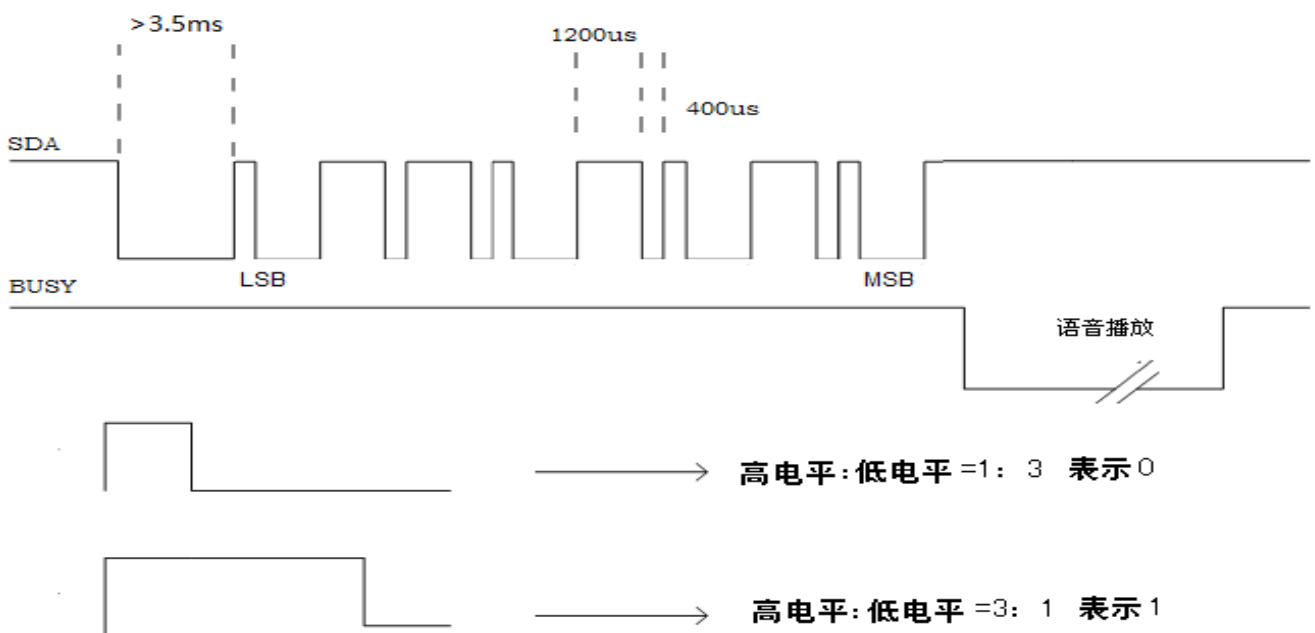 >3.5ms
1200us
400us
SDA
LSB
MSB
BUSY
语音播放
高电平:低电平=1: 3 表示0
高电平:低电平=3: 1 表示1